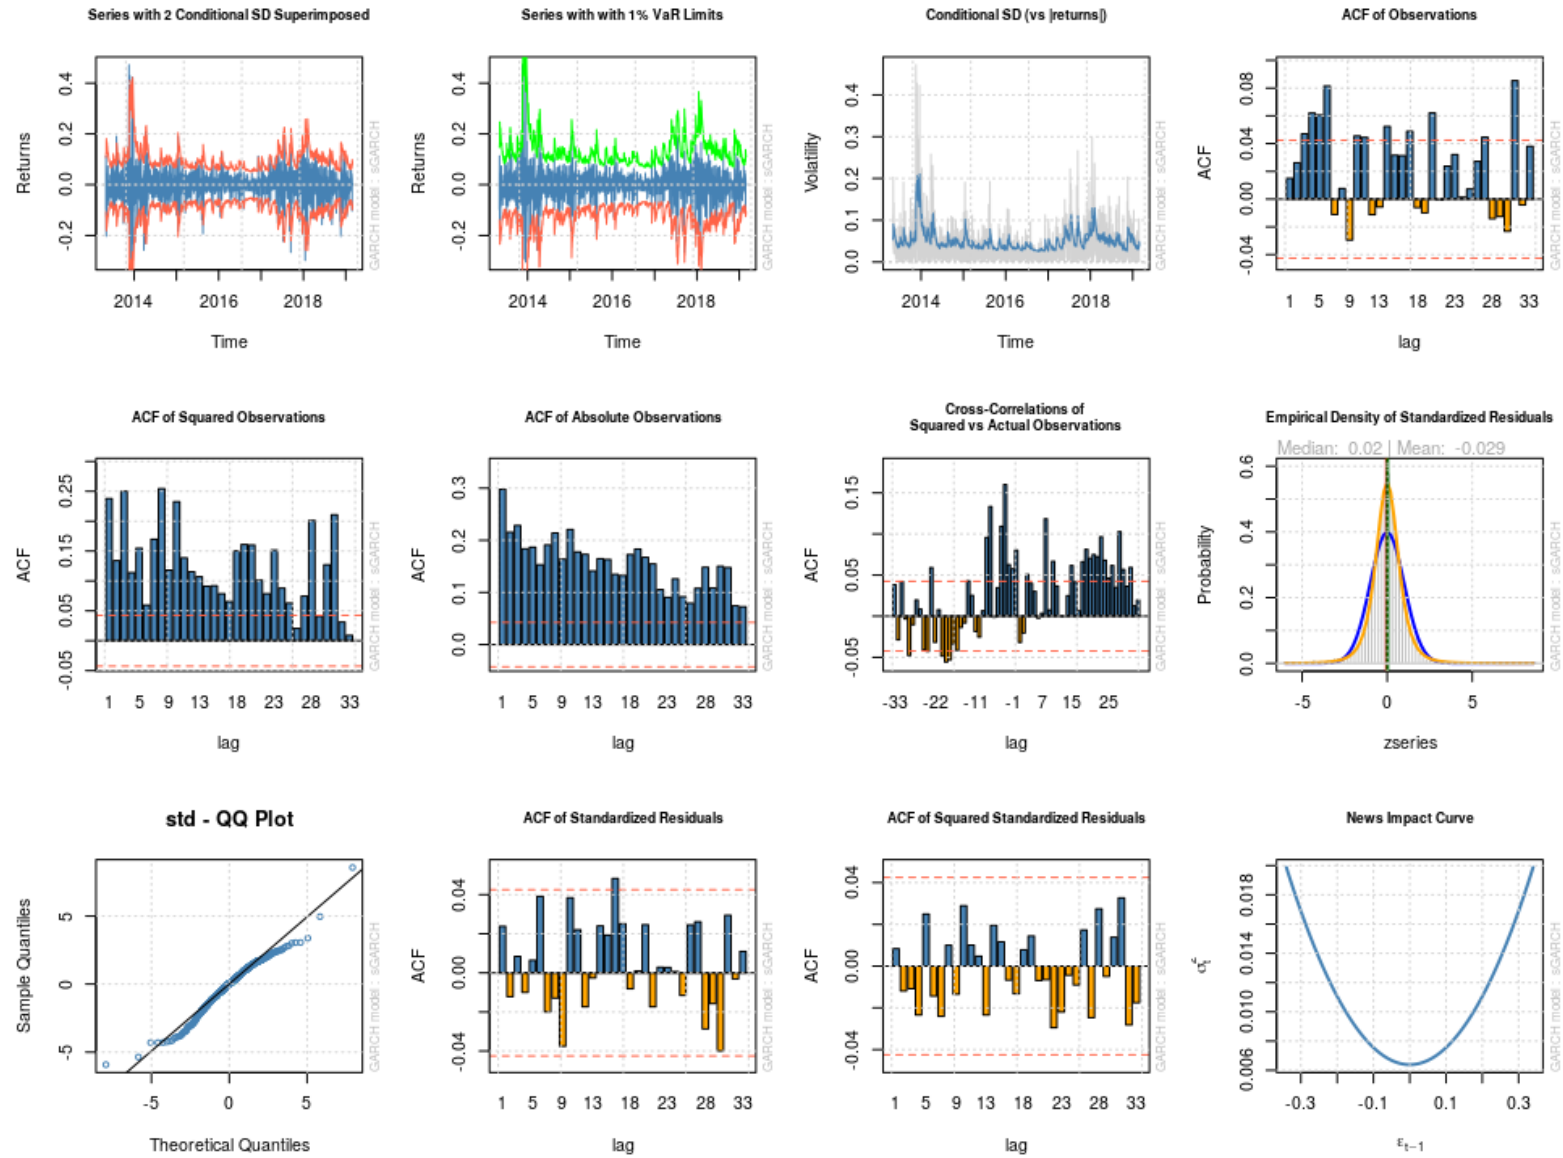 Series with 2 Conditional SD Superimposed
Returns
0.4
0.2
0.0
-0.2
2014 2016 2018
Time
GARCH model : sGARCH
Series with with 1% VaR Limits
Returns
0.4
0.2
0.0
-0.2
2014 2016 2018
Time
GARCH model : sGARCH
Conditional SD (vs |returns|)
Volatility
0.4
0.3
0.2
0.1
0.0
2014 2016 2018
Time
GARCH model : sGARCH
ACF of Observations
ACF
0.08
0.04
0.00
-0.04
1 5 9 13 18 23 28 33
lag
GARCH model : sGARCH
ACF of Squared Observations
ACF
0.25
0.15
0.05
-0.05
1 5 9 13 18 23 28 33
lag
GARCH model : sGARCH
ACF of Absolute Observations
ACF
0.3
0.2
0.1
0.0
1 5 9 13 18 23 28 33
lag
GARCH model : sGARCH
Cross-Correlations of
Squared vs Actual Observations
ACF
0.15
0.05
-0.05
-33 -22 -11 -1 7 15 25
lag
GARCH model : sGARCH
Empirical Density of Standardized Residuals
Median: 0.02 | Mean: -0.029
Probability
0.6
0.4
0.2
0.0
-5 0 5
zseries
GARCH model : sGARCH
std - QQ Plot
Sample Quantiles
5
0
-5
-5 0 5
Theoretical Quantiles
GARCH model : sGARCH
ACF of Standardized Residuals
ACF
0.04
0.00
-0.04
1 5 9 13 18 23 28 33
lag
GARCH model : sGARCH
ACF of Squared Standardized Residuals
ACF
0.04
0.00
-0.04
1 5 9 13 18 23 28 33
lag
GARCH model : sGARCH
News Impact Curve
0.018
0.014
0.010
0.006
-0.3 -0.1 0.1 0.3
εt−1
GARCH model : sGARCH